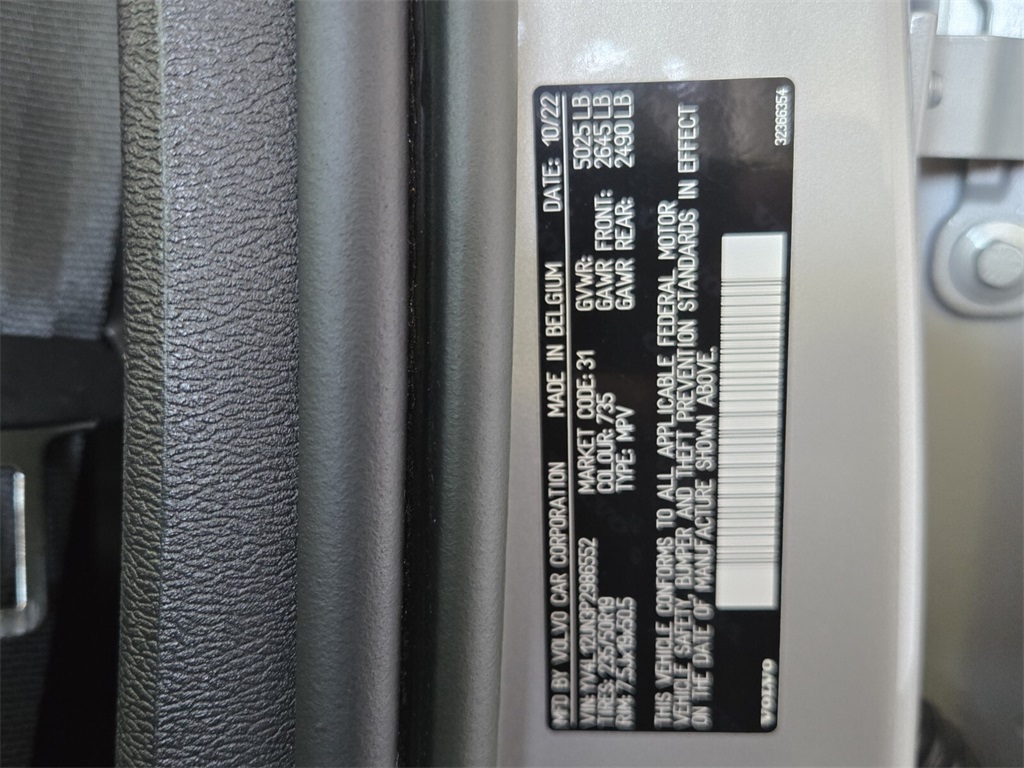 MFD BY VOLVO CAR CORPORATION MADE IN BELGIUM DATE: 10/22
VIN: YV4L12UN3P2986552 MARKET CODE: 31 GVWR: 5025 LB
TIRES: 235/50R19 COLOUR: 735 GAWR FRONT: 2645 LB
RIM: 7.5Jx19x50.5 TYPE: MPV GAWR REAR: 2490 LB
THIS VEHICLE CONFORMS TO ALL APPLICABLE FEDERAL MOTOR
VEHICLE SAFETY, BUMPER AND THEFT PREVENTION STANDARDS IN EFFECT
ON THE DATE OF MANUFACTURE SHOWN ABOVE.
VOLVO 32366354